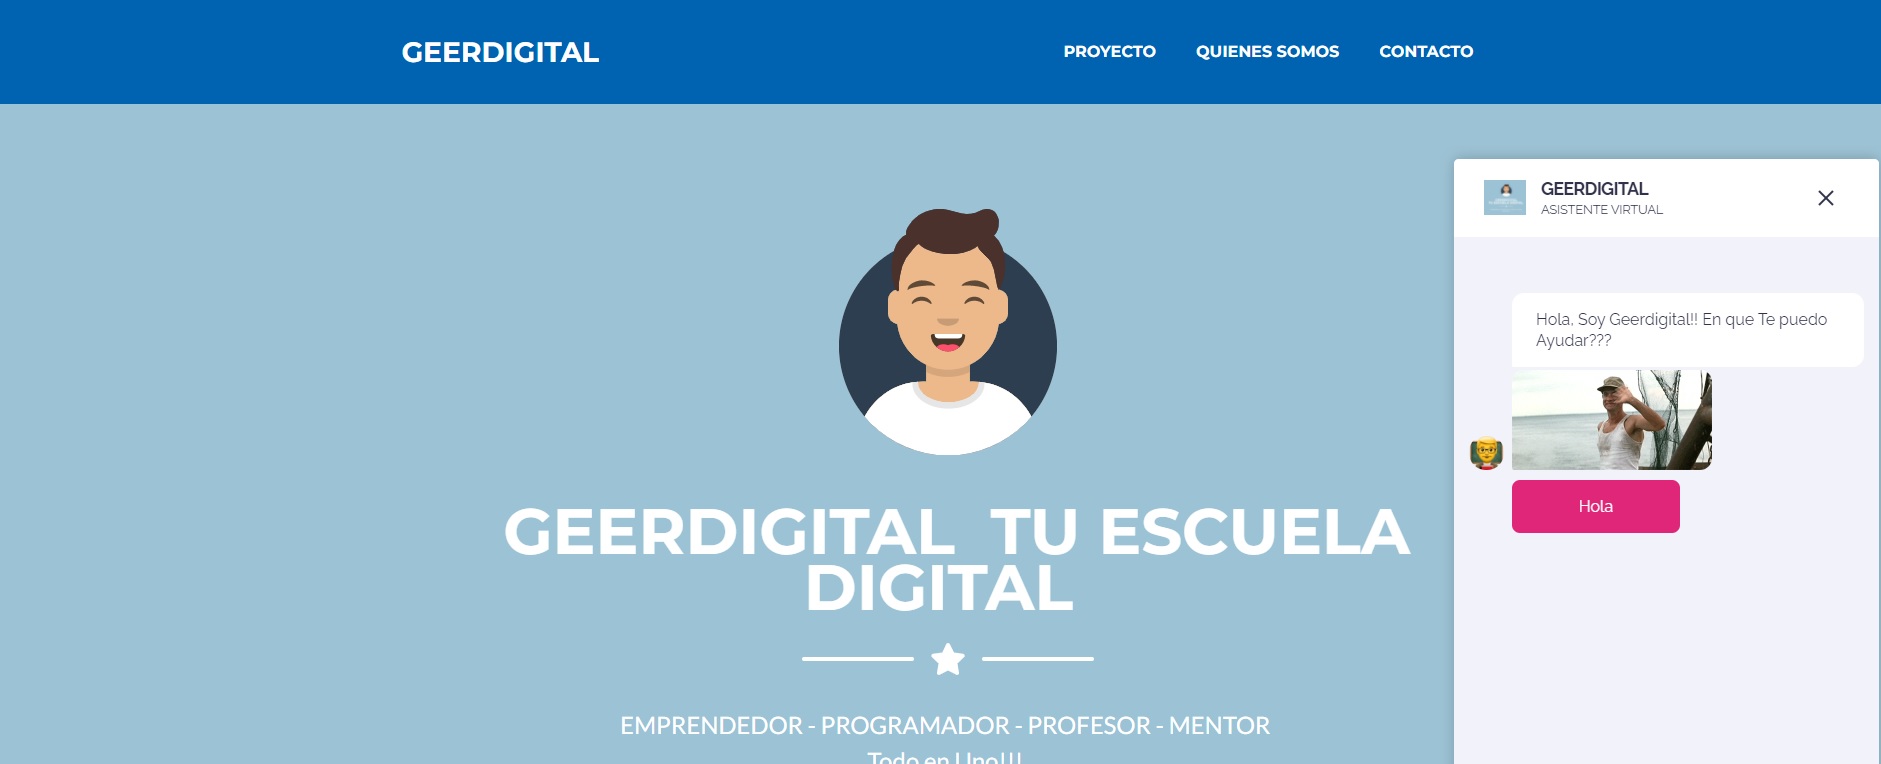 GEERDIGITAL
PROYECTO
QUIENES SOMOS
CONTACTO
GEERDIGITAL TU ESCUELA
DIGITAL
EMPRENDEDOR - PROGRAMADOR - PROFESOR - MENTOR
Todo en Uno!!!
GEERDIGITAL
ASISTENTE VIRTUAL
Hola, Soy Geerdigital!! En que Te puedo
Ayudar???
Hola